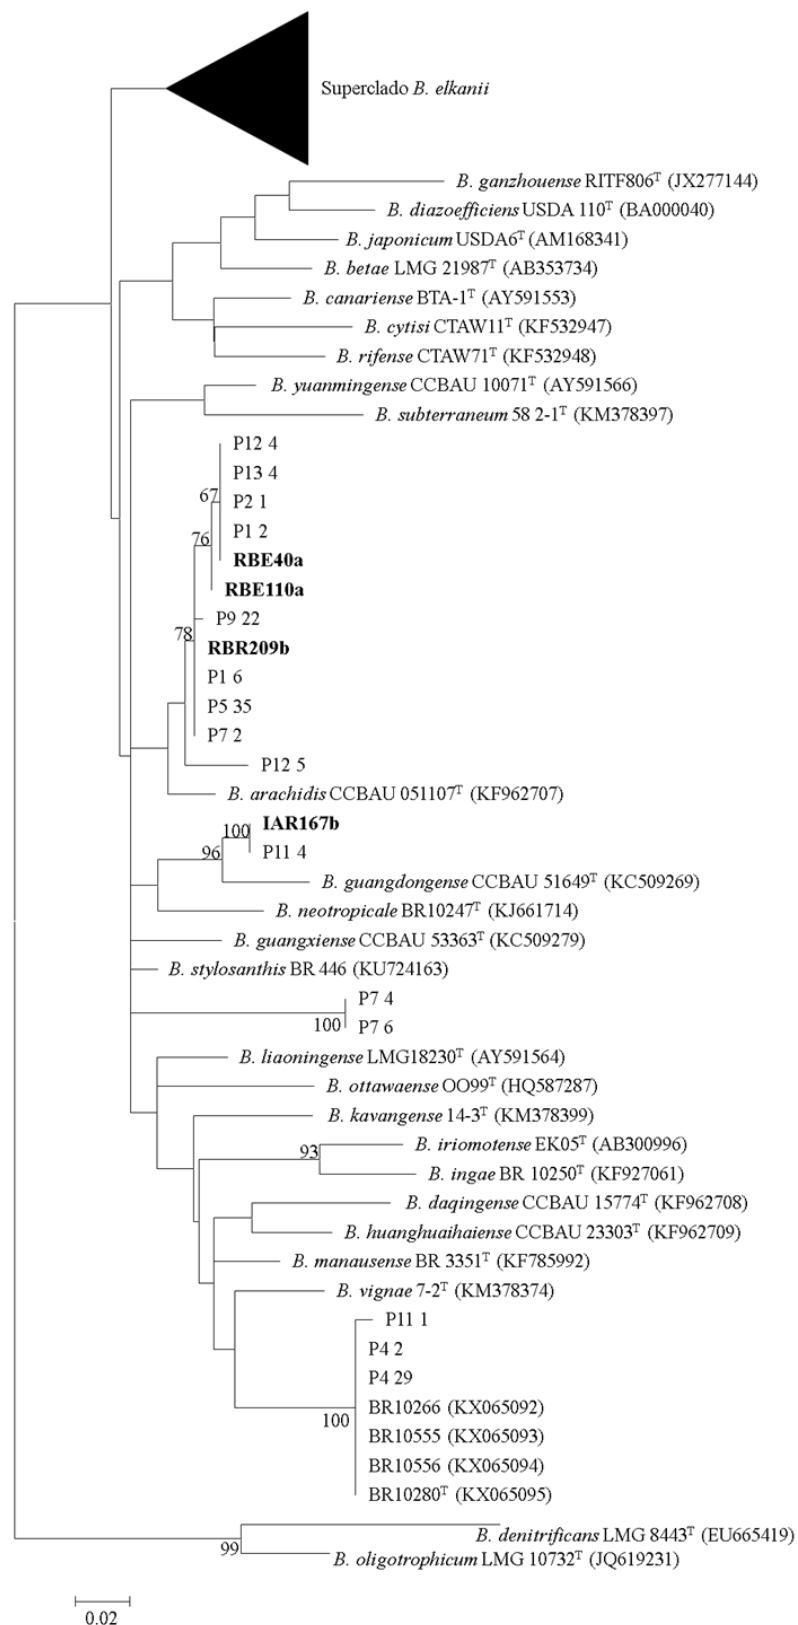 Superclado B. elkanii
B. ganzhouense RITF806ᵀ (JX277144)
B. diazoefficiens USDA 110ᵀ (BA000040)
B. japonicum USDA6ᵀ (AM168341)
B. betae LMG 21987ᵀ (AB353734)
B. canariense BTA-1ᵀ (AY591553)
B. cytisi CTAW11ᵀ (KF532947)
B. rifense CTAW71ᵀ (KF532948)
B. yuanmingense CCBAU 10071ᵀ (AY591566)
B. subterraneum 58 2-1ᵀ (KM378397)
P12 4
P13 4
67
P2 1
P1 2
76
RBE40a
RBE110a
P9 22
78
RBR209b
P1 6
P5 35
P7 2
P12 5
B. arachidis CCBAU 051107ᵀ (KF962707)
IAR167b
100
P11 4
96
B. guangdongense CCBAU 51649ᵀ (KC509269)
B. neotropicale BR10247ᵀ (KJ661714)
B. guangxiense CCBAU 53363ᵀ (KC509279)
B. stylosanthis BR 446 (KU724163)
P7 4
100
P7 6
B. liaoningense LMG18230ᵀ (AY591564)
B. ottawaense OO99ᵀ (HQ587287)
B. kavangense 14-3ᵀ (KM378399)
B. iriomotense EK05ᵀ (AB300996)
93
B. ingae BR 10250ᵀ (KF927061)
B. daqingense CCBAU 15774ᵀ (KF962708)
B. huanghuaihaiense CCBAU 23303ᵀ (KF962709)
B. manausense BR 3351ᵀ (KF785992)
B. vignae 7-2ᵀ (KM378374)
P11 1
P4 2
P4 29
BR10266 (KX065092)
100
BR10555 (KX065093)
BR10556 (KX065094)
BR10280ᵀ (KX065095)
B. denitrificans LMG 8443ᵀ (EU665419)
99
B. oligotrophicum LMG 10732ᵀ (JQ619231)
0.02